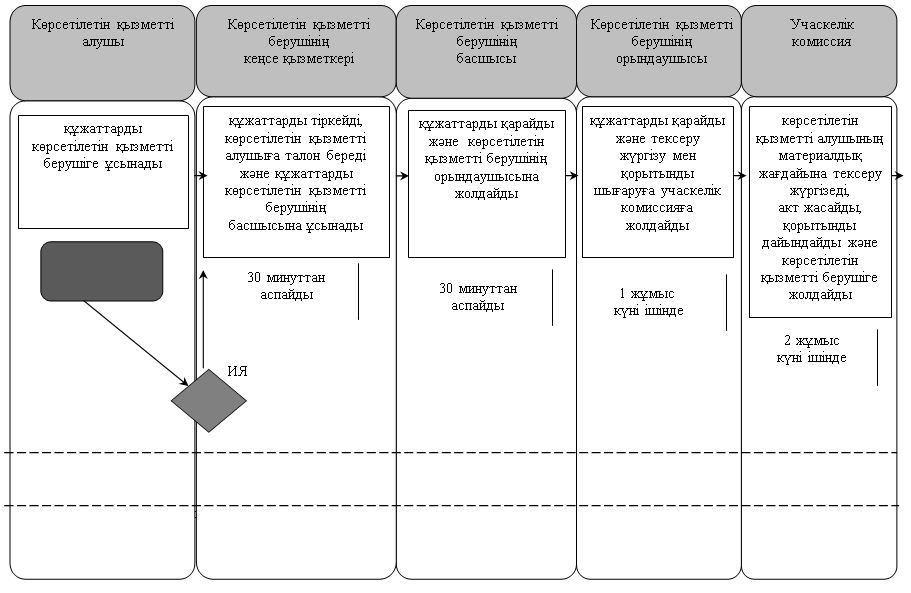 Көрсетілетін қызметті
алушы
Көрсетілетін қызметті
берушінің
кеңсе қызметкері
Көрсетілетін қызметті
берушінің
басшысы
Көрсетілетін қызметті
берушінің
орындаушысы
Учаскелік
комиссия
құжаттарды
көрсетілетін қызметті
берушіге ұсынады
құжаттарды тіркейді,
көрсетілетін қызметті
алушыға талон береді
және құжаттарды
көрсетілетін қызметті
берушінің
басшысына ұсынады
құжаттарды қарайды
және көрсетілетін
қызметті берушінің
орындаушысына
жолдайды
құжаттарды қарайды
және тексеру
жүргізу мен
қорытынды
шығаруға учаскелік
комиссияға
жолдайды
көрсетілетін
қызметті алушының
материалдық
жағдайына тексеру
жүргізеді,
акт жасайды,
қорытынды
дайындайды және
көрсетілетін
қызметті берушіге
жолдайды
30 минуттан
аспайды
30 минуттан
аспайды
1 жұмыс
күні ішінде
2 жұмыс
күні ішінде
ИЯ